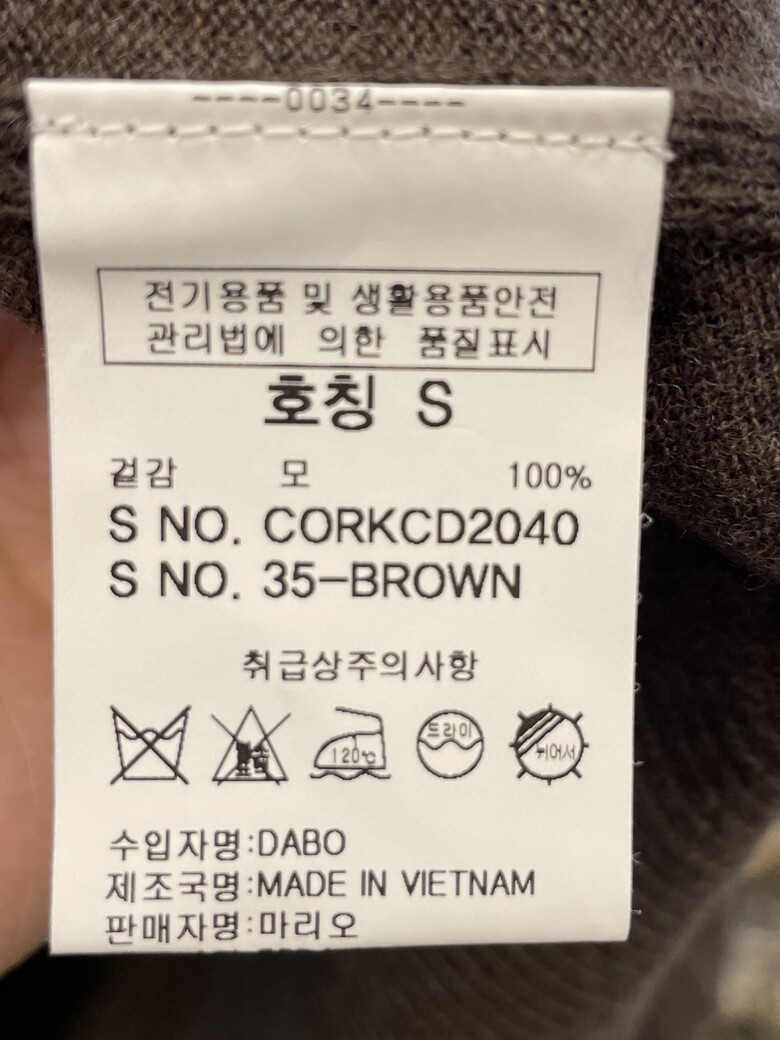 ----0034----
전기용품 및 생활용품안전
관리법에 의한 품질표시
호칭 S
겉감 모 100%
S NO. CORKCD2040
S NO. 35-BROWN
취급상주의사항
120℃ 드라이 뉘어서
수입자명:DABO
제조국명:MADE IN VIETNAM
판매자명:마리오